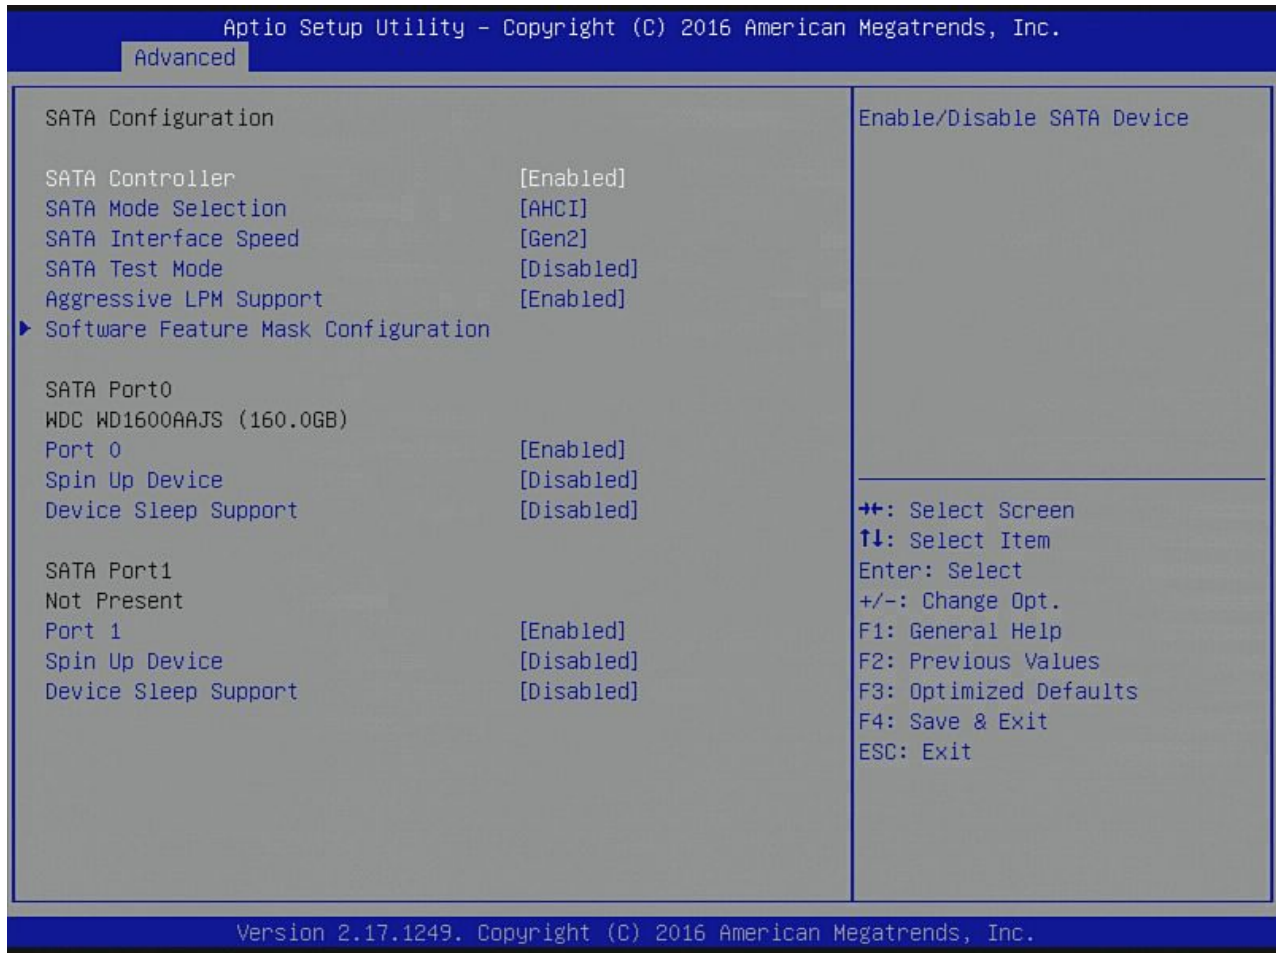 Aptio Setup Utility – Copyright (C) 2016 American Megatrends, Inc.
Advanced
SATA Configuration
SATA Controller [Enabled]
SATA Mode Selection [AHCI]
SATA Interface Speed [Gen2]
SATA Test Mode [Disabled]
Aggressive LPM Support [Enabled]
▶ Software Feature Mask Configuration
SATA Port0
WDC WD1600AAJS (160.0GB)
Port 0 [Enabled]
Spin Up Device [Disabled]
Device Sleep Support [Disabled]
SATA Port1
Not Present
Port 1 [Enabled]
Spin Up Device [Disabled]
Device Sleep Support [Disabled]
Enable/Disable SATA Device
→←: Select Screen
↑↓: Select Item
Enter: Select
+/-: Change Opt.
F1: General Help
F2: Previous Values
F3: Optimized Defaults
F4: Save & Exit
ESC: Exit
Version 2.17.1249. Copyright (C) 2016 American Megatrends, Inc.